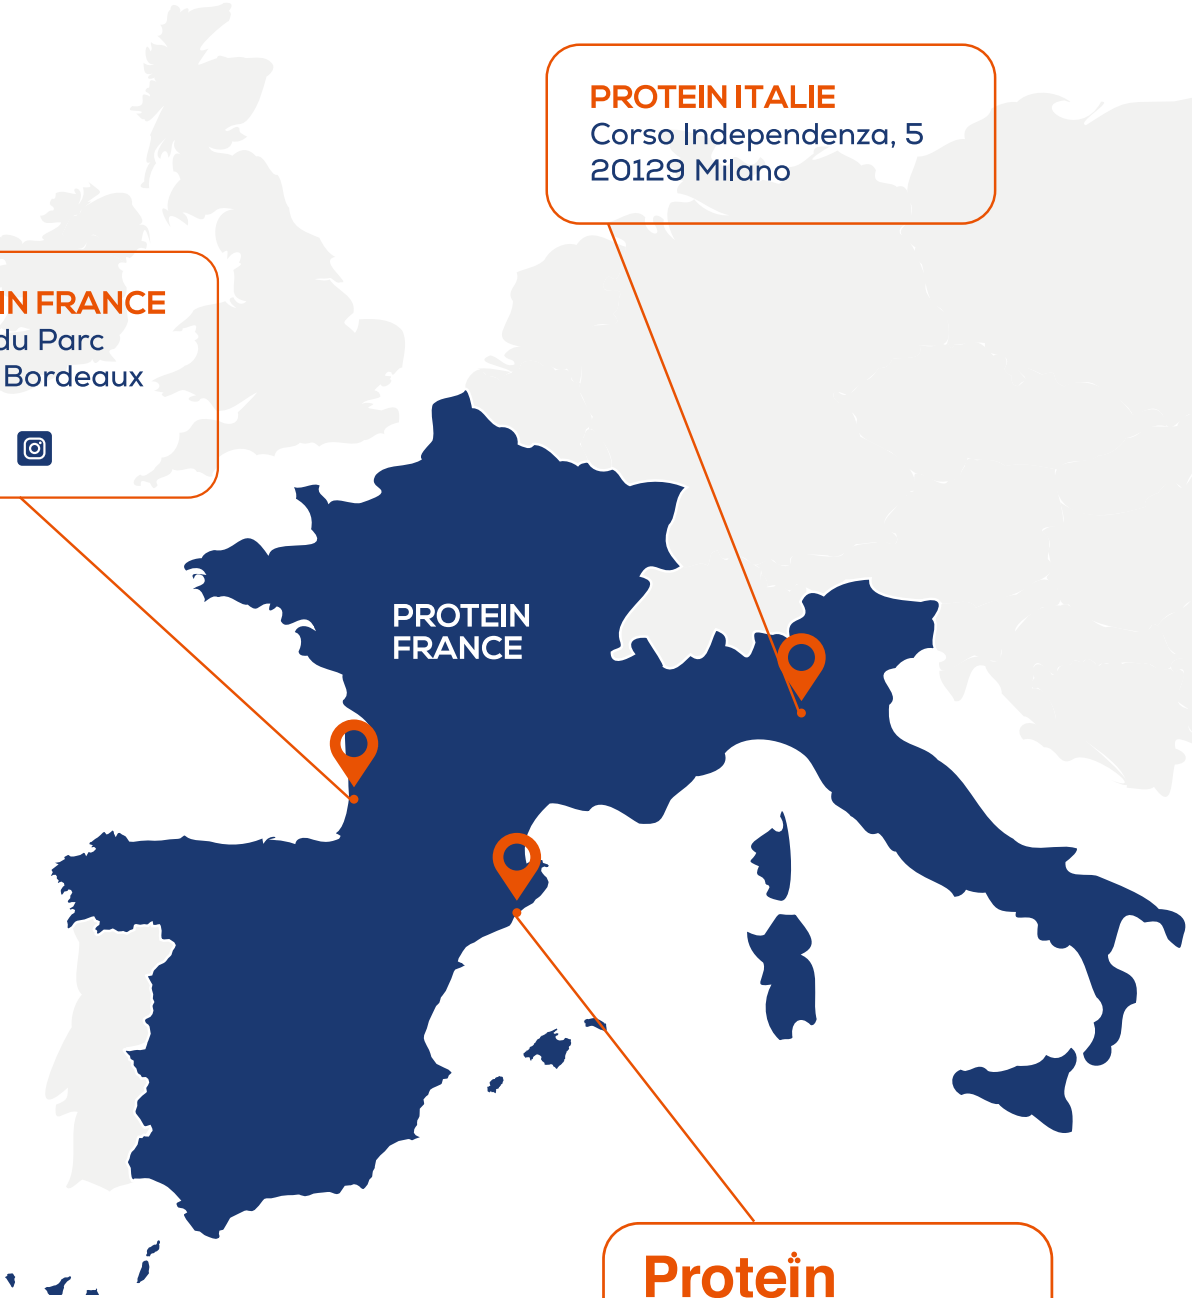 PROTEIN ITALIE
Corso Independenza, 5
20129 Milano
IN FRANCE
du Parc
Bordeaux
PROTEIN
FRANCE
Protein